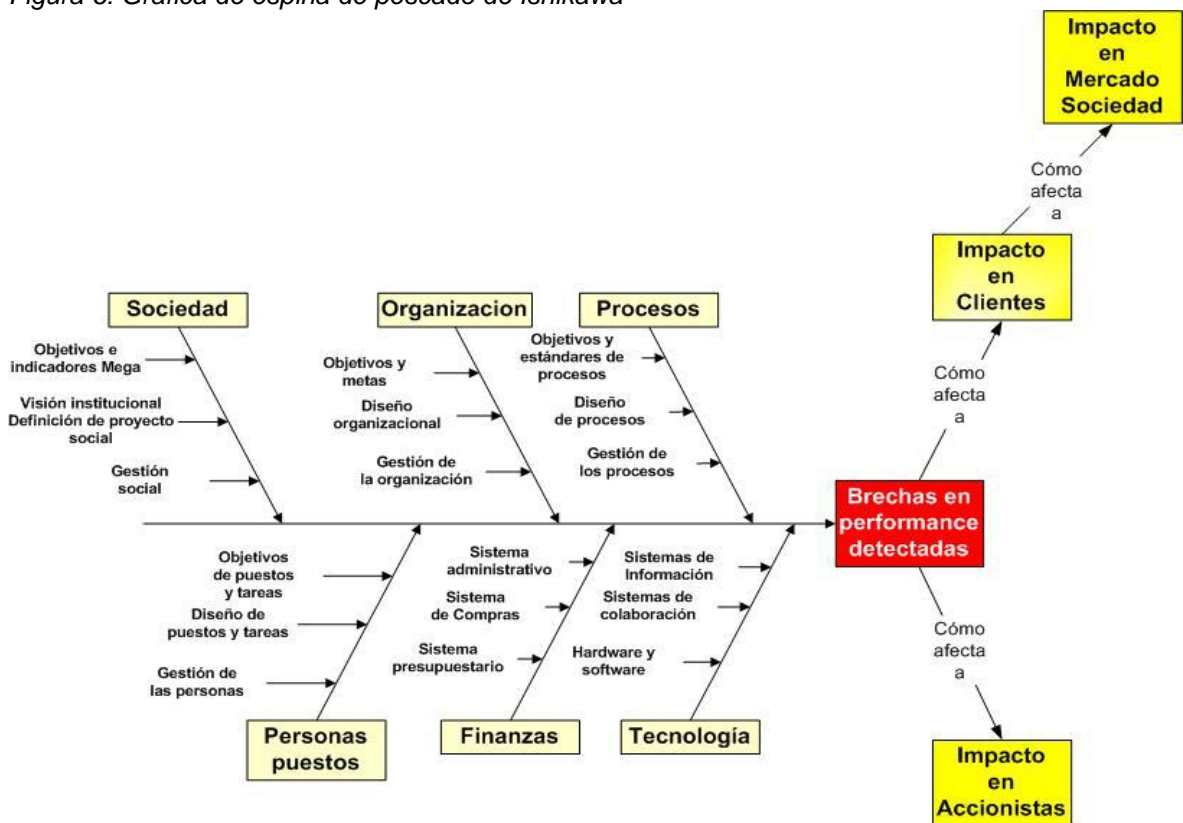 Figura 3. Gráfica de espina de pescado de Ishikawa
Impacto
en
Mercado
Sociedad
Cómo
afecta
a
Impacto
en
Clientes
Cómo
afecta
a
Sociedad
Organizacion
Procesos
Objetivos e
indicadores Mega
Visión institucional
Definición de proyecto
social
Gestión
social
Objetivos y
metas
Diseño
organizacional
Gestión de
la organización
Objetivos y
estándares de
procesos
Diseño
de procesos
Gestión de
los procesos
Brechas en
performance
detectadas
Objetivos
de puestos
y tareas
Diseño de
puestos y tareas
Gestión de
las personas
Sistema
administrativo
Sistema
de Compras
Sistema
presupuestario
Sistemas de
Información
Sistemas de
colaboración
Hardware y
software
Personas
puestos
Finanzas
Tecnología
Cómo
afecta
a
Impacto
en
Accionistas